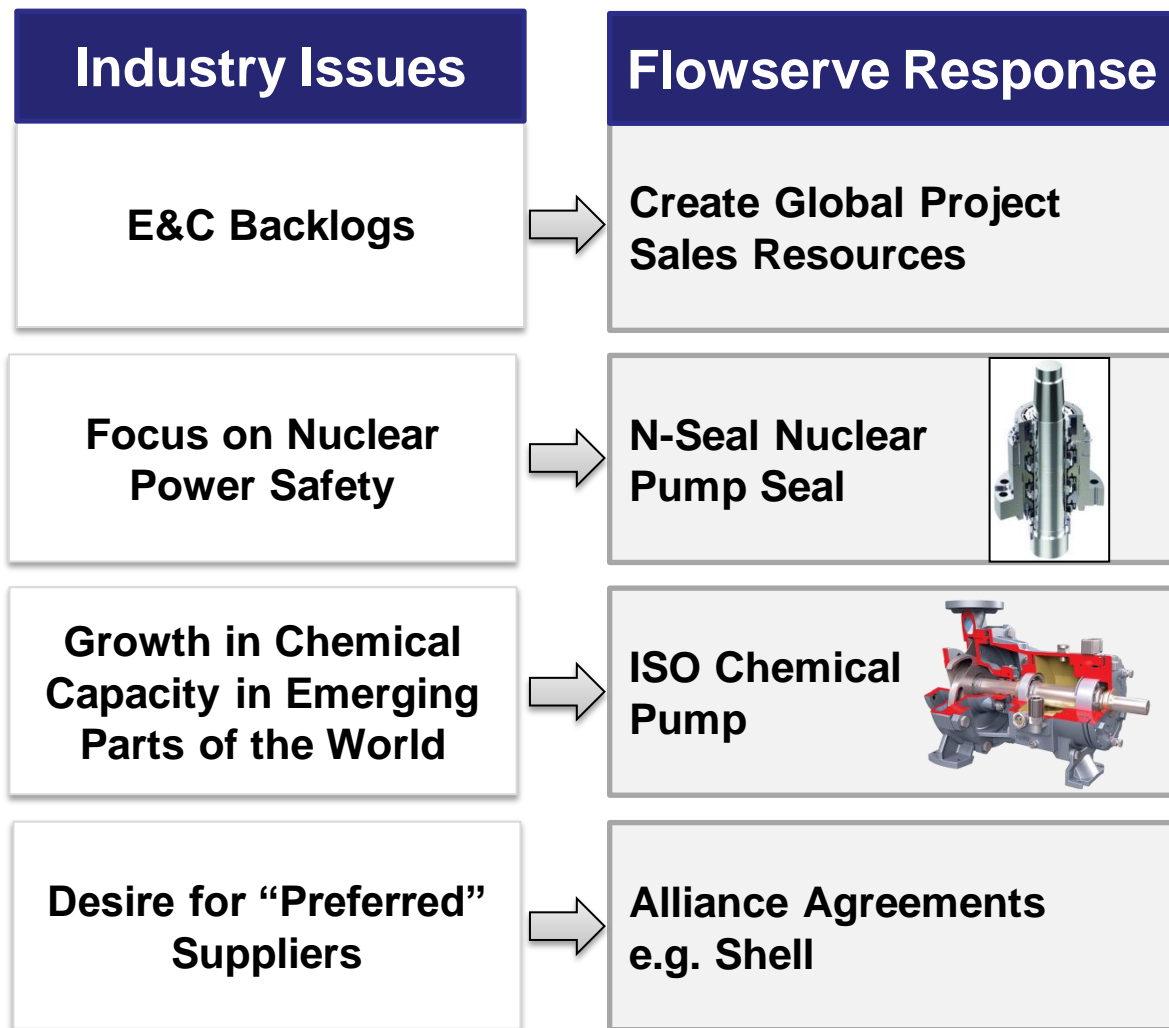 Industry Issues
Flowserve Response
E&C Backlogs
Create Global Project
Sales Resources
Focus on Nuclear
Power Safety
N-Seal Nuclear
Pump Seal
Growth in Chemical
Capacity in Emerging
Parts of the World
ISO Chemical
Pump
Desire for “Preferred”
Suppliers
Alliance Agreements
e.g. Shell